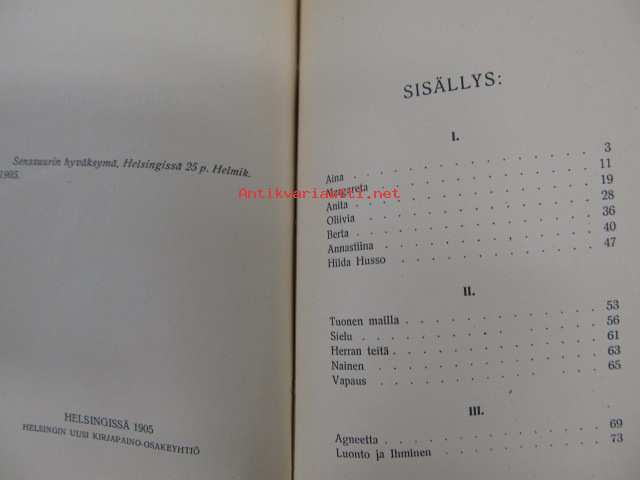 Sensuurin hyväksymä, Helsingissä 25 p. Helmik.
1905.
HELSINGISSÄ 1905
HELSINGIN UUSI KIRJAPAINO-OSAKEYHTIÖ
SISÄLLYS:
I.
Aina . . . . . . . . . . 3
Margareta . . . . . . . . . . 11
Anita . . . . . . . . . . 19
Oliivia . . . . . . . . . . 28
Berta . . . . . . . . . . 36
Annastiina . . . . . . . . . . 40
Hilda Husso . . . . . . . . . . 47
II.
Tuonen mailla . . . . . . . . . . 53
Sielu . . . . . . . . . . 56
Herran teitä . . . . . . . . . . 61
Nainen . . . . . . . . . . 63
Vapaus . . . . . . . . . . 65
III.
Agneetta . . . . . . . . . . 69
Luonto ja Ihminen . . . . . . . . . . 73
Antikvariaatti.net